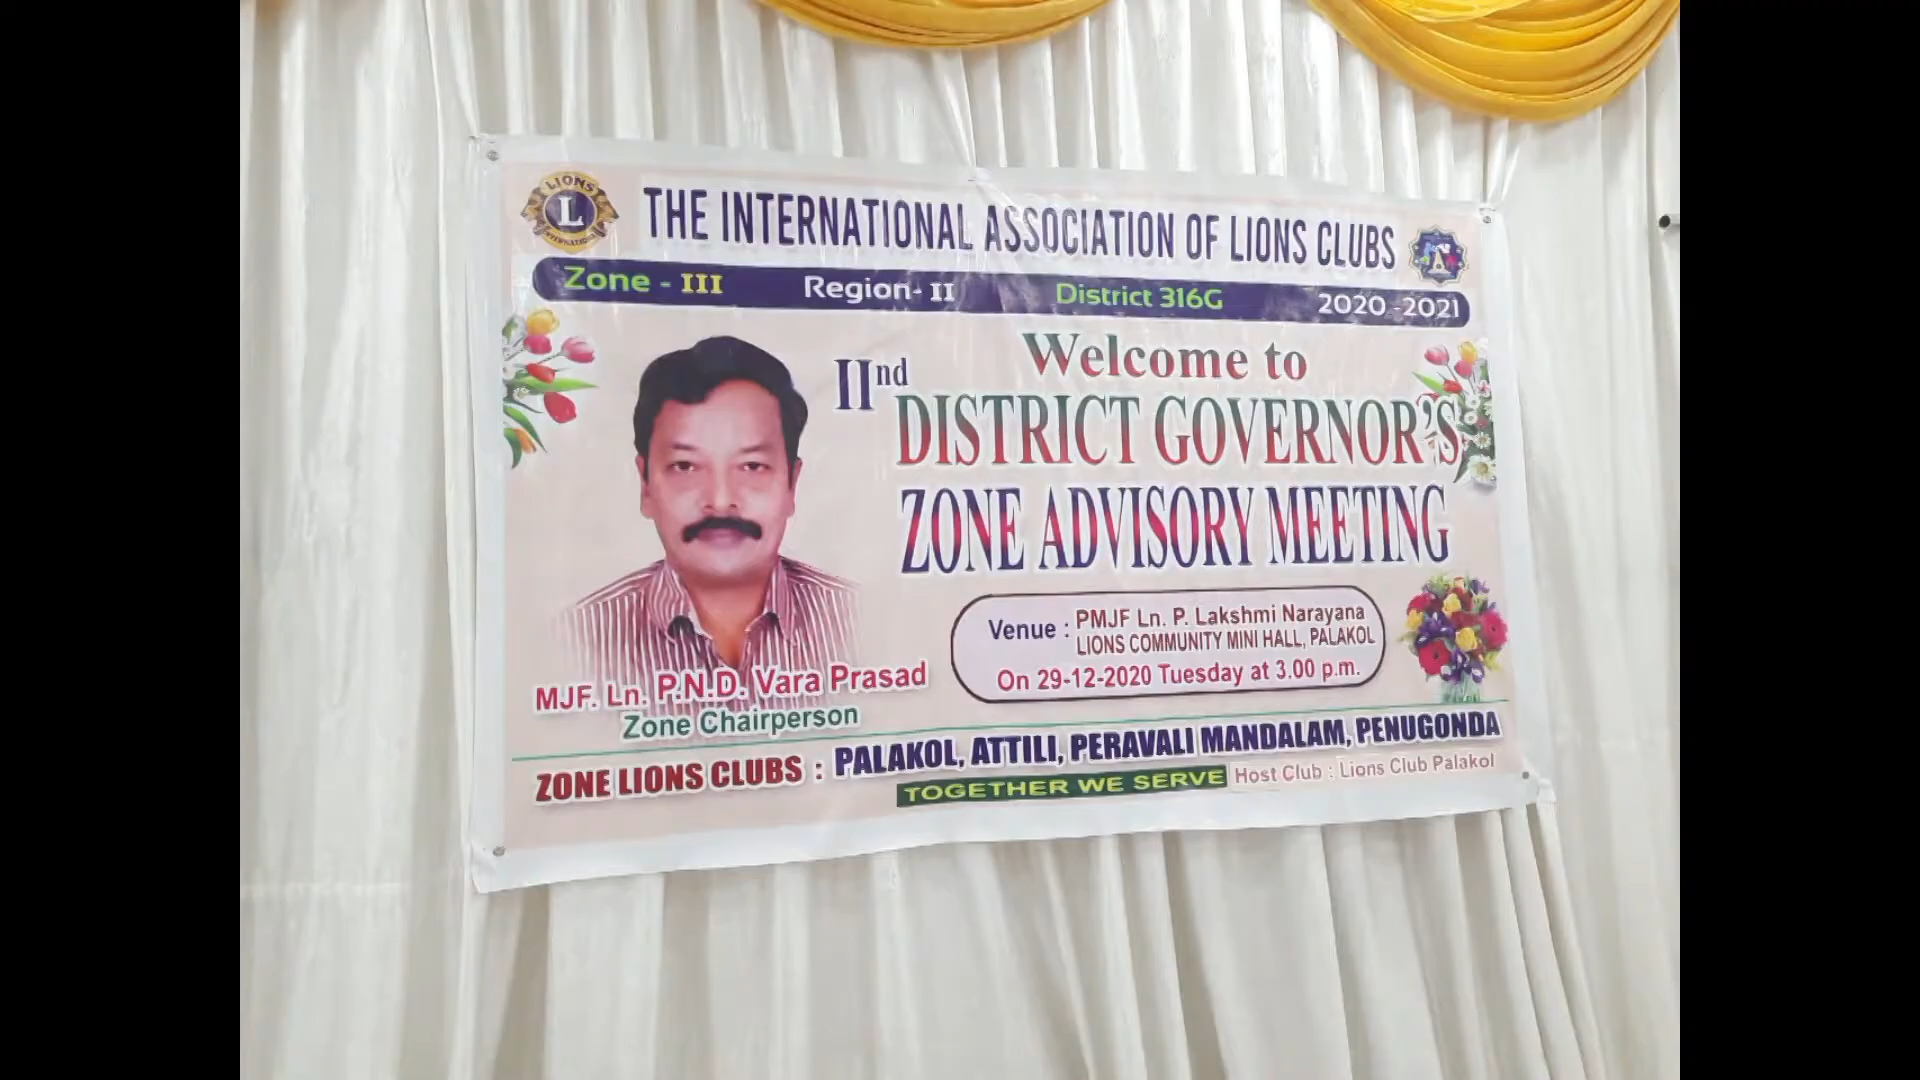 LIONS
L
INTERNATIONAL
THE INTERNATIONAL ASSOCIATION OF LIONS CLUBS
Zone - III Region- II District 316G 2020 -2021
Welcome to
IInd DISTRICT GOVERNOR'S
ZONE ADVISORY MEETING
Venue : PMJF Ln. P. Lakshmi Narayana
LIONS COMMUNITY MINI HALL, PALAKOL
On 29-12-2020 Tuesday at 3.00 p.m.
MJF. Ln. P.N.D. Vara Prasad
Zone Chairperson
ZONE LIONS CLUBS : PALAKOL, ATTILI, PERAVALI MANDALAM, PENUGONDA
TOGETHER WE SERVE Host Club : Lions Club Palakol